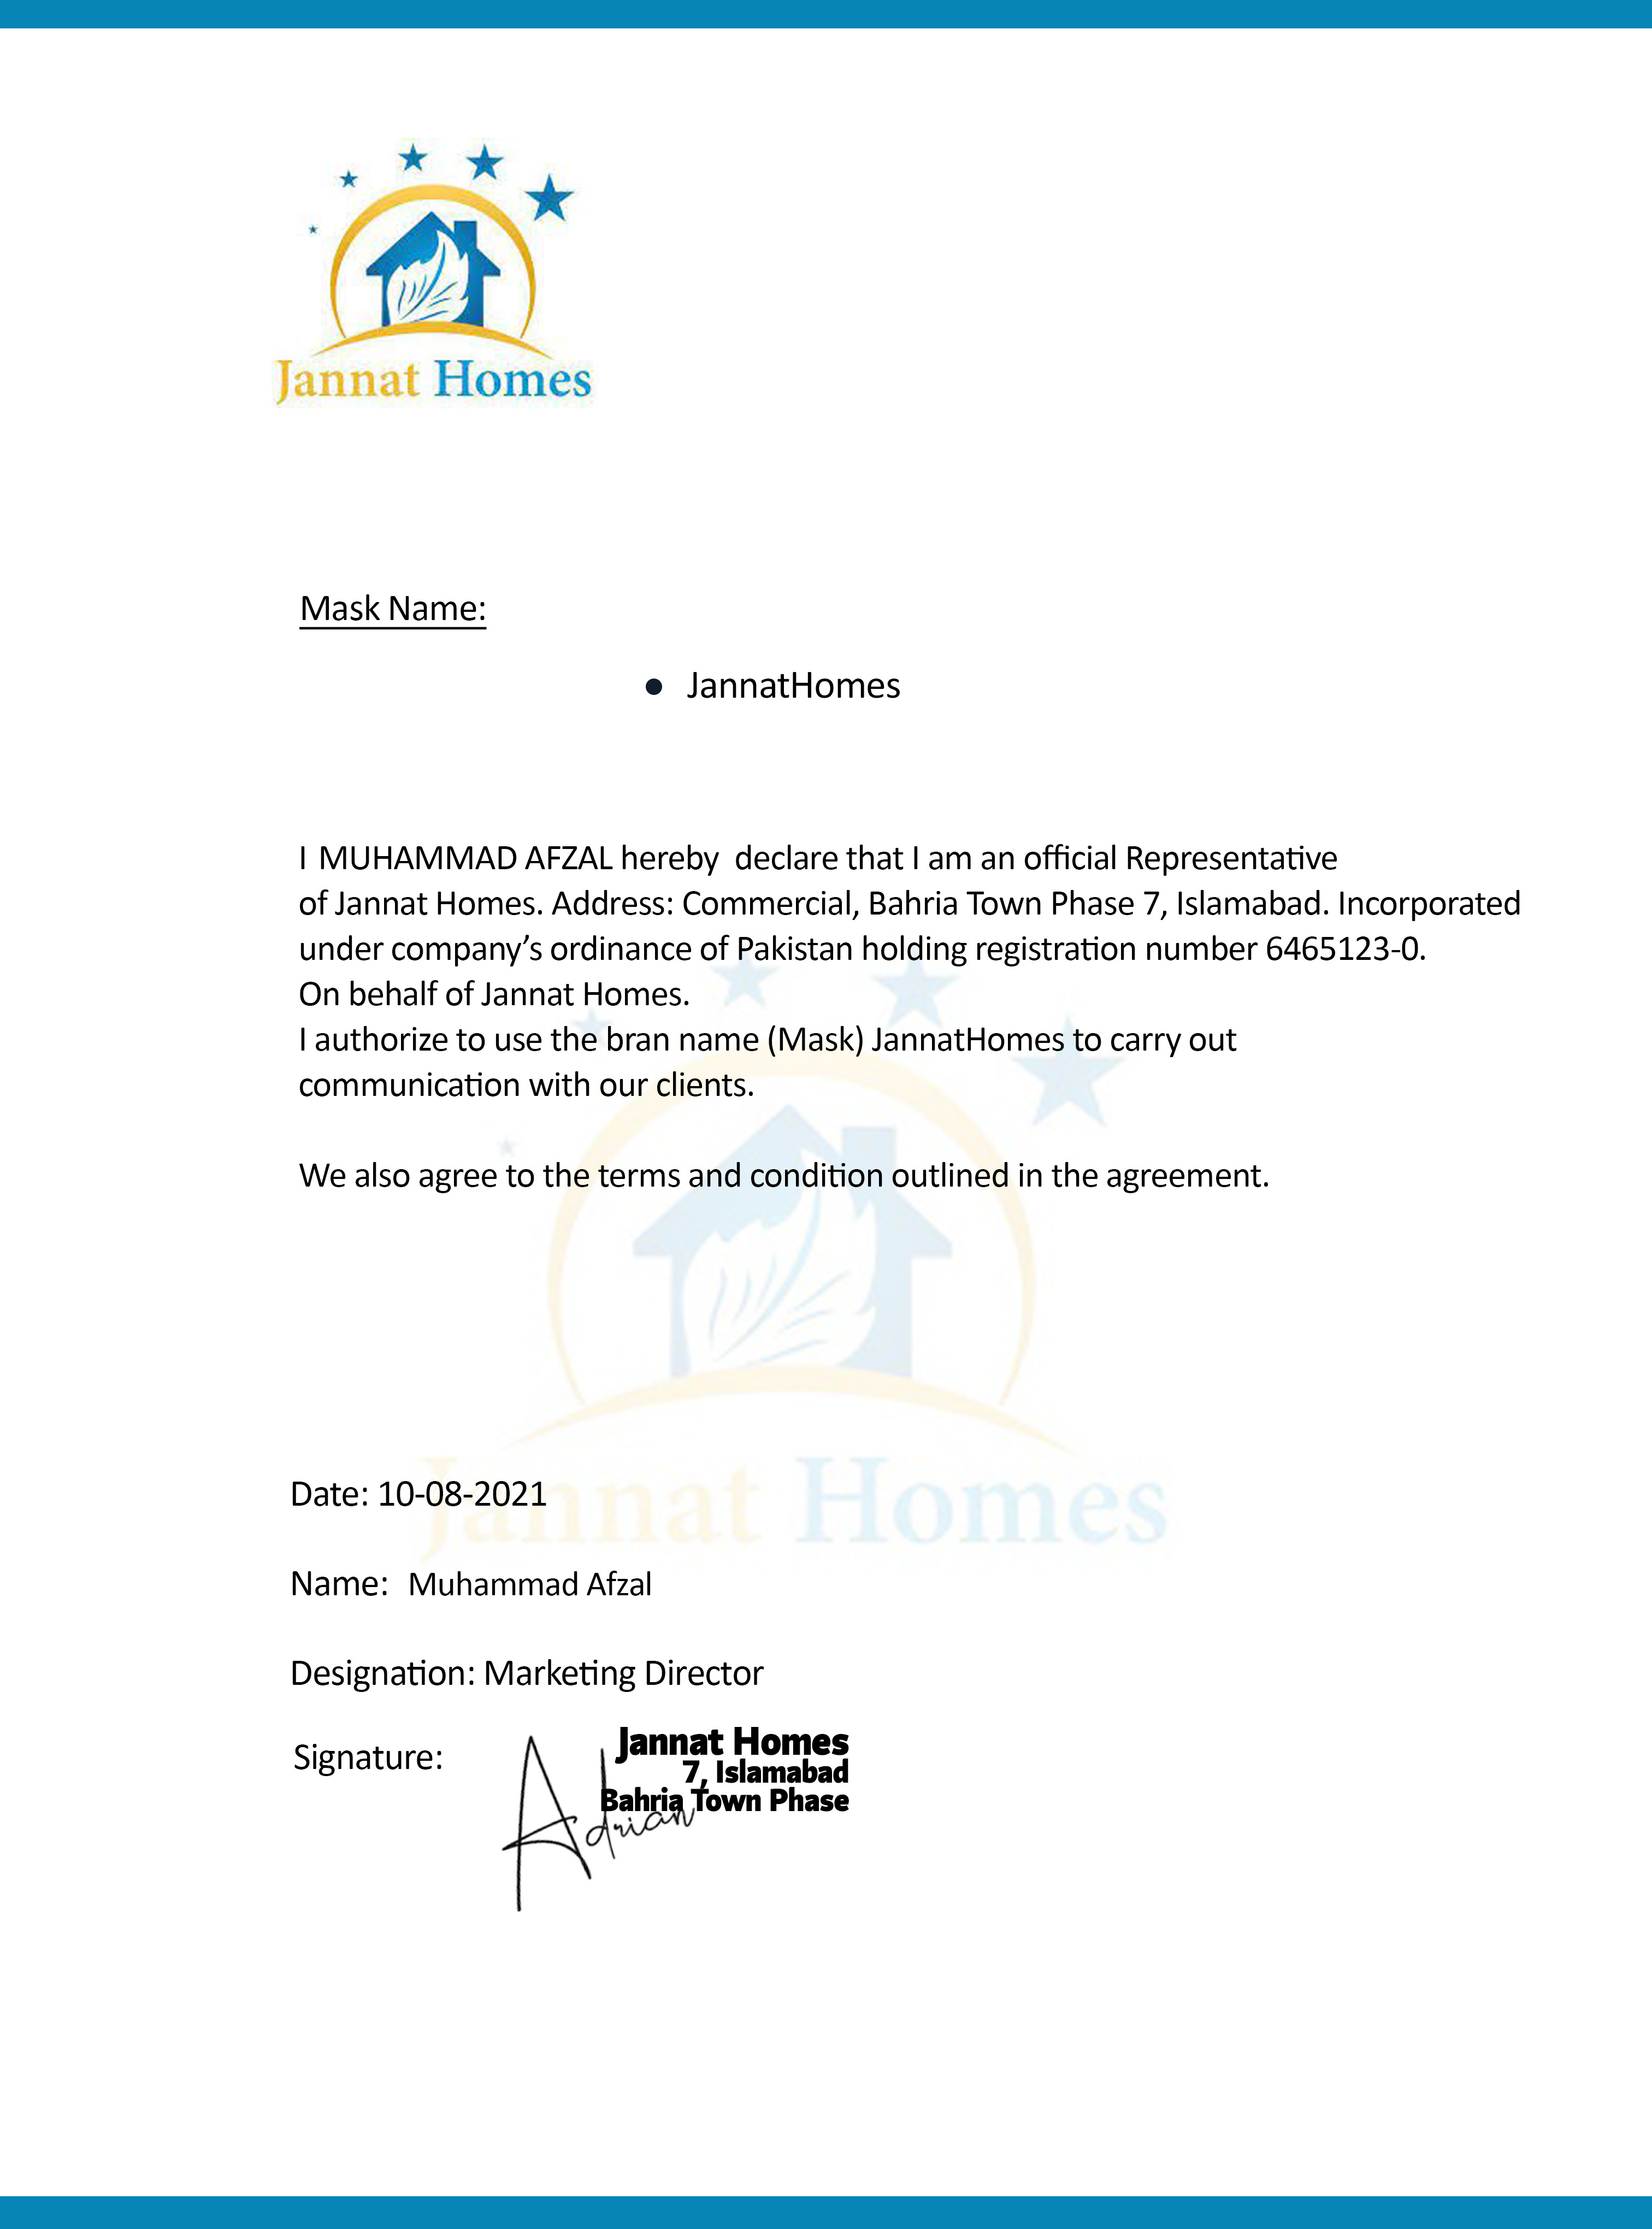 Jannat Homes
Mask Name:
● JannatHomes
I MUHAMMAD AFZAL hereby declare that I am an official Representative
of Jannat Homes. Address: Commercial, Bahria Town Phase 7, Islamabad. Incorporated
under company’s ordinance of Pakistan holding registration number 6465123-0.
On behalf of Jannat Homes.
I authorize to use the bran name (Mask) JannatHomes to carry out
communication with our clients.
We also agree to the terms and condition outlined in the agreement.
Jannat Homes
Date: 10-08-2021
Name: Muhammad Afzal
Designation: Marketing Director
Signature:
Jannat Homes
7, Islamabad
Bahria Town Phase
Adrian